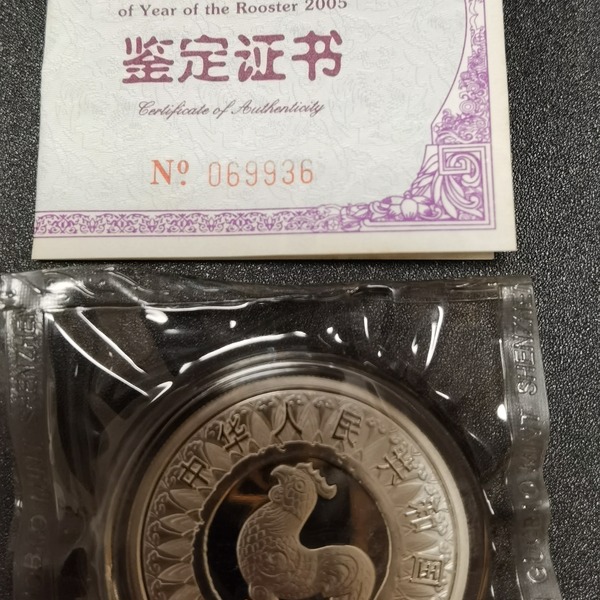 of Year of the Rooster 2005
鉴定证书
Certificate of Authenticity
Nº 069936
中华人民共和国
SHENZHEN